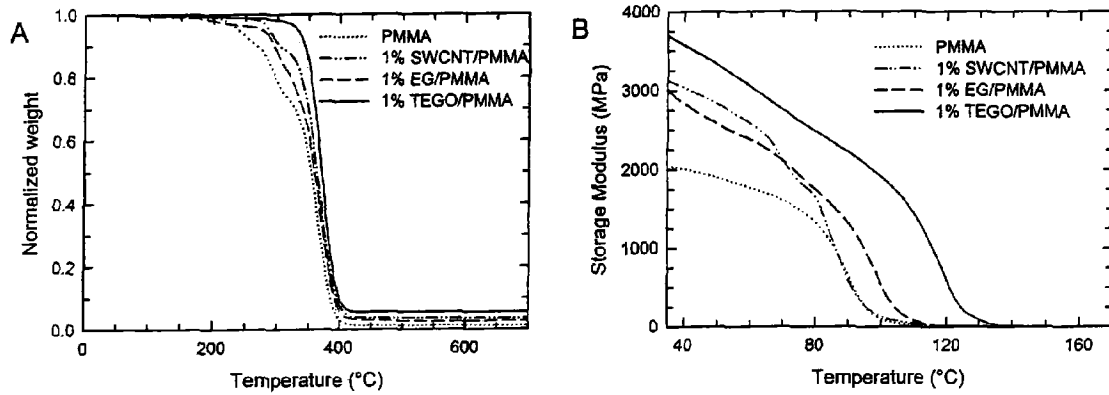 A
Normalized weight
1.0
0.8
0.6
0.4
0.2
0.0
0
200
400
600
Temperature (°C)
PMMA
1% SWCNT/PMMA
1% EG/PMMA
1% TEGO/PMMA
B
Storage Modulus (MPa)
4000
3000
2000
1000
0
40
80
120
160
Temperature (°C)
PMMA
1% SWCNT/PMMA
1% EG/PMMA
1% TEGO/PMMA